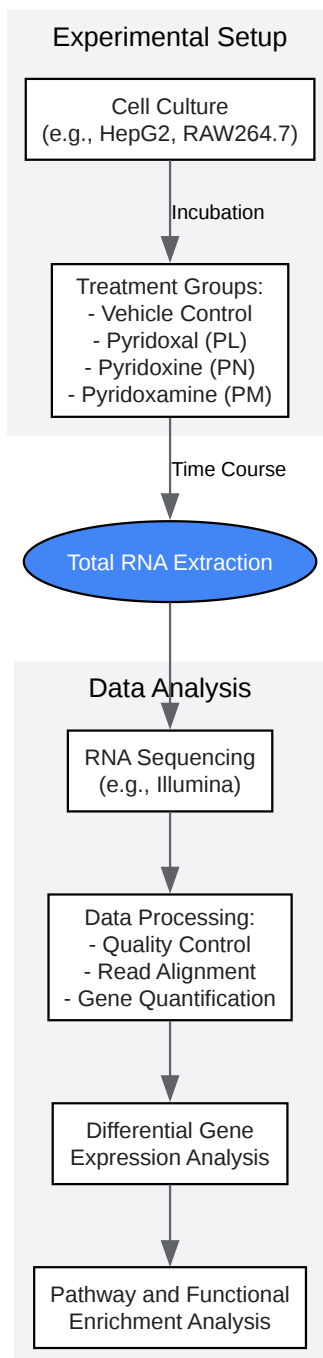 Experimental Setup
Cell Culture
(e.g., HepG2, RAW264.7)
Incubation
Treatment Groups:
- Vehicle Control
- Pyridoxal (PL)
- Pyridoxine (PN)
- Pyridoxamine (PM)
Time Course
Total RNA Extraction
Data Analysis
RNA Sequencing
(e.g., Illumina)
Data Processing:
- Quality Control
- Read Alignment
- Gene Quantification
Differential Gene
Expression Analysis
Pathway and Functional
Enrichment Analysis